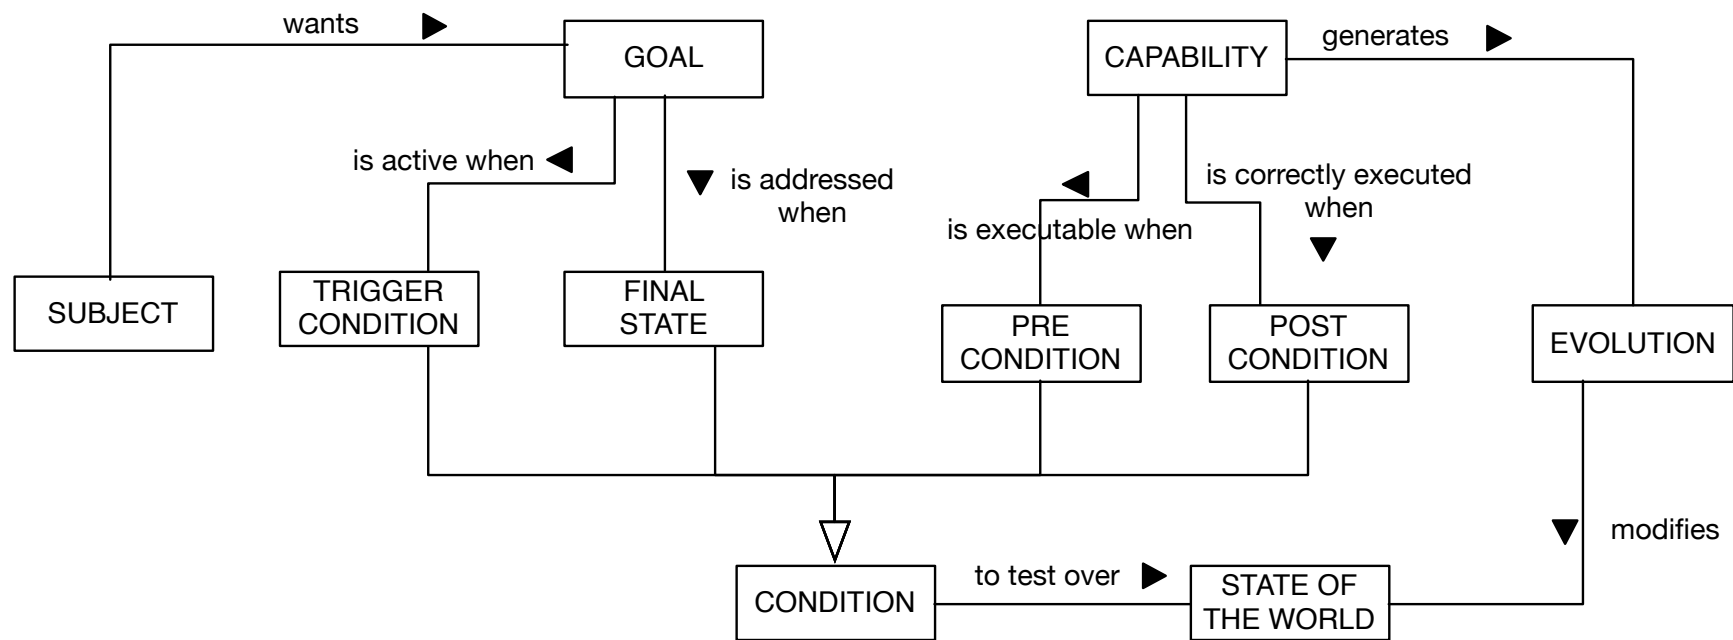 wants
GOAL
CAPABILITY
generates
is active when
is addressed
when
is correctly executed
when
is executable when
SUBJECT
TRIGGER
CONDITION
FINAL
STATE
PRE
CONDITION
POST
CONDITION
EVOLUTION
modifies
CONDITION
to test over
STATE OF
THE WORLD